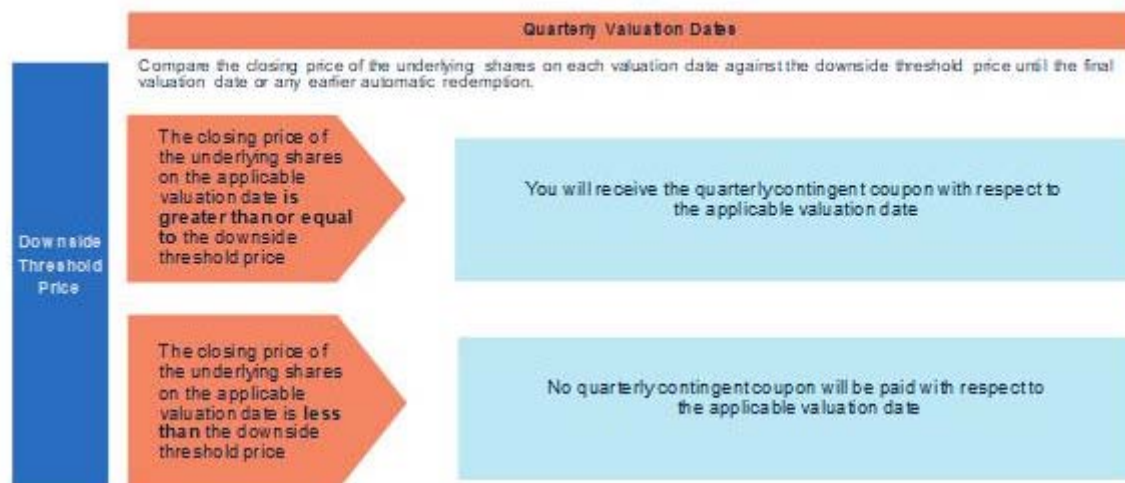 Quarterly Valuation Dates
Compare the closing price of the underlying shares on each valuation date against the downside threshold price until the final
valuation date or any earlier automatic redemption.
Downside
Threshold
Price
The closing price of
the underlying shares
on the applicable
valuation date is
greater than or equal
to the downside
threshold price
You will receive the quarterly contingent coupon with respect to
the applicable valuation date
The closing price of
the underlying shares
on the applicable
valuation date is less
than the downside
threshold price
No quarterly contingent coupon will be paid with respect to
the applicable valuation date